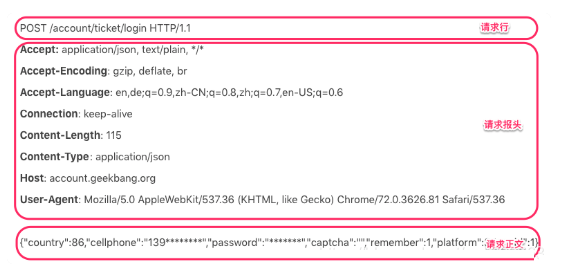 POST /account/ticket/login HTTP/1.1 请求行
Accept: application/json, text/plain, */*
Accept-Encoding: gzip, deflate, br
Accept-Language: en,de;q=0.9,zh-CN;q=0.8,zh;q=0.7,en-US;q=0.6
Connection: keep-alive
请求报头
Content-Length: 115
Content-Type: application/json
Host: account.geekbang.org
User-Agent: Mozilla/5.0 AppleWebKit/537.36 (KHTML, like Gecko) Chrome/72.0.3626.81 Safari/537.36
{"country":86,"cellphone":"139********","password":"*******","captcha":"","remember":1,"platform" 请求正文 :1}